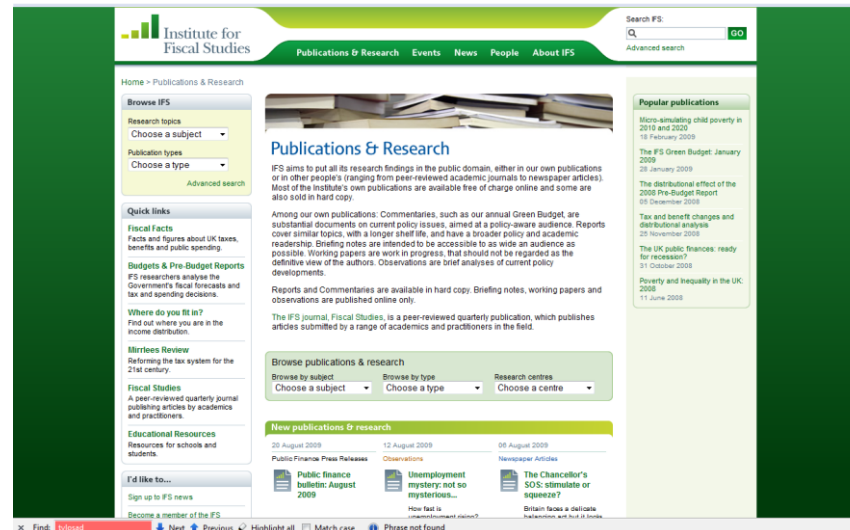 Institute for
Fiscal Studies
Search IFS:
GO
Advanced search
Publications & Research Events News People About IFS
Home > Publications & Research
Browse IFS
Research topics
Choose a subject
Publication types
Choose a type
Advanced search
Quick links
Fiscal Facts
Facts and figures about UK taxes,
benefits and public spending.
Budgets & Pre-Budget Reports
IFS researchers analyse the
Government's fiscal forecasts and
tax and spending decisions.
Where do you fit in?
Find out where you are in the
income distribution.
Mirrlees Review
Reforming the tax system for the
21st century.
Fiscal Studies
A peer-reviewed quarterly journal
publishing articles by academics
and practitioners.
Educational Resources
Resources for schools and
students.
I'd like to...
Sign up to IFS news
Become a member of the IFS
Publications & Research
IFS aims to put all its research findings in the public domain, either in our own publications
or in other people's (ranging from peer-reviewed academic journals to newspaper articles).
Most of the Institute's own publications are available free of charge online and some are
also sold in hard copy.
Among our own publications: Commentaries, such as our annual Green Budget, are
substantial documents on current policy issues, aimed at a policy-aware audience. Reports
cover similar topics, with a longer shelf life, and have a broader policy and academic
readership. Briefing notes are intended to be accessible to as wide an audience as
possible. Working papers are work in progress, that should not be regarded as the
definitive view of the authors. Observations are brief analyses of current policy
developments.
Reports and Commentaries are available in hard copy. Briefing notes, working papers and
observations are published online only.
The IFS journal, Fiscal Studies, is a peer-reviewed quarterly publication, which publishes
articles submitted by a range of academics and practitioners in the field.
Browse publications & research
Browse by subject Browse by type Research centres
Choose a subject Choose a type Choose a centre
New publications & research
20 August 2009
Public Finance Press Releases
Public finance
bulletin: August
2009
12 August 2009
Observations
Unemployment
mystery: not so
mysterious...
How fast is
unemployment rising?
06 August 2009
Newspaper Articles
The Chancellor's
SOS: stimulate or
squeeze?
Britain faces a delicate
balancing act but it looks
Popular publications
Micro-simulating child poverty in
2010 and 2020
18 February 2009
The IFS Green Budget: January
2009
28 January 2009
The distributional effect of the
2008 Pre-Budget Report
05 December 2008
Tax and benefit changes and
distributional analysis
25 November 2008
The UK public finances: ready
for recession?
31 October 2008
Poverty and Inequality in the UK:
2008
11 June 2008
Find: Next Previous Highlight all Match case Phrase not found